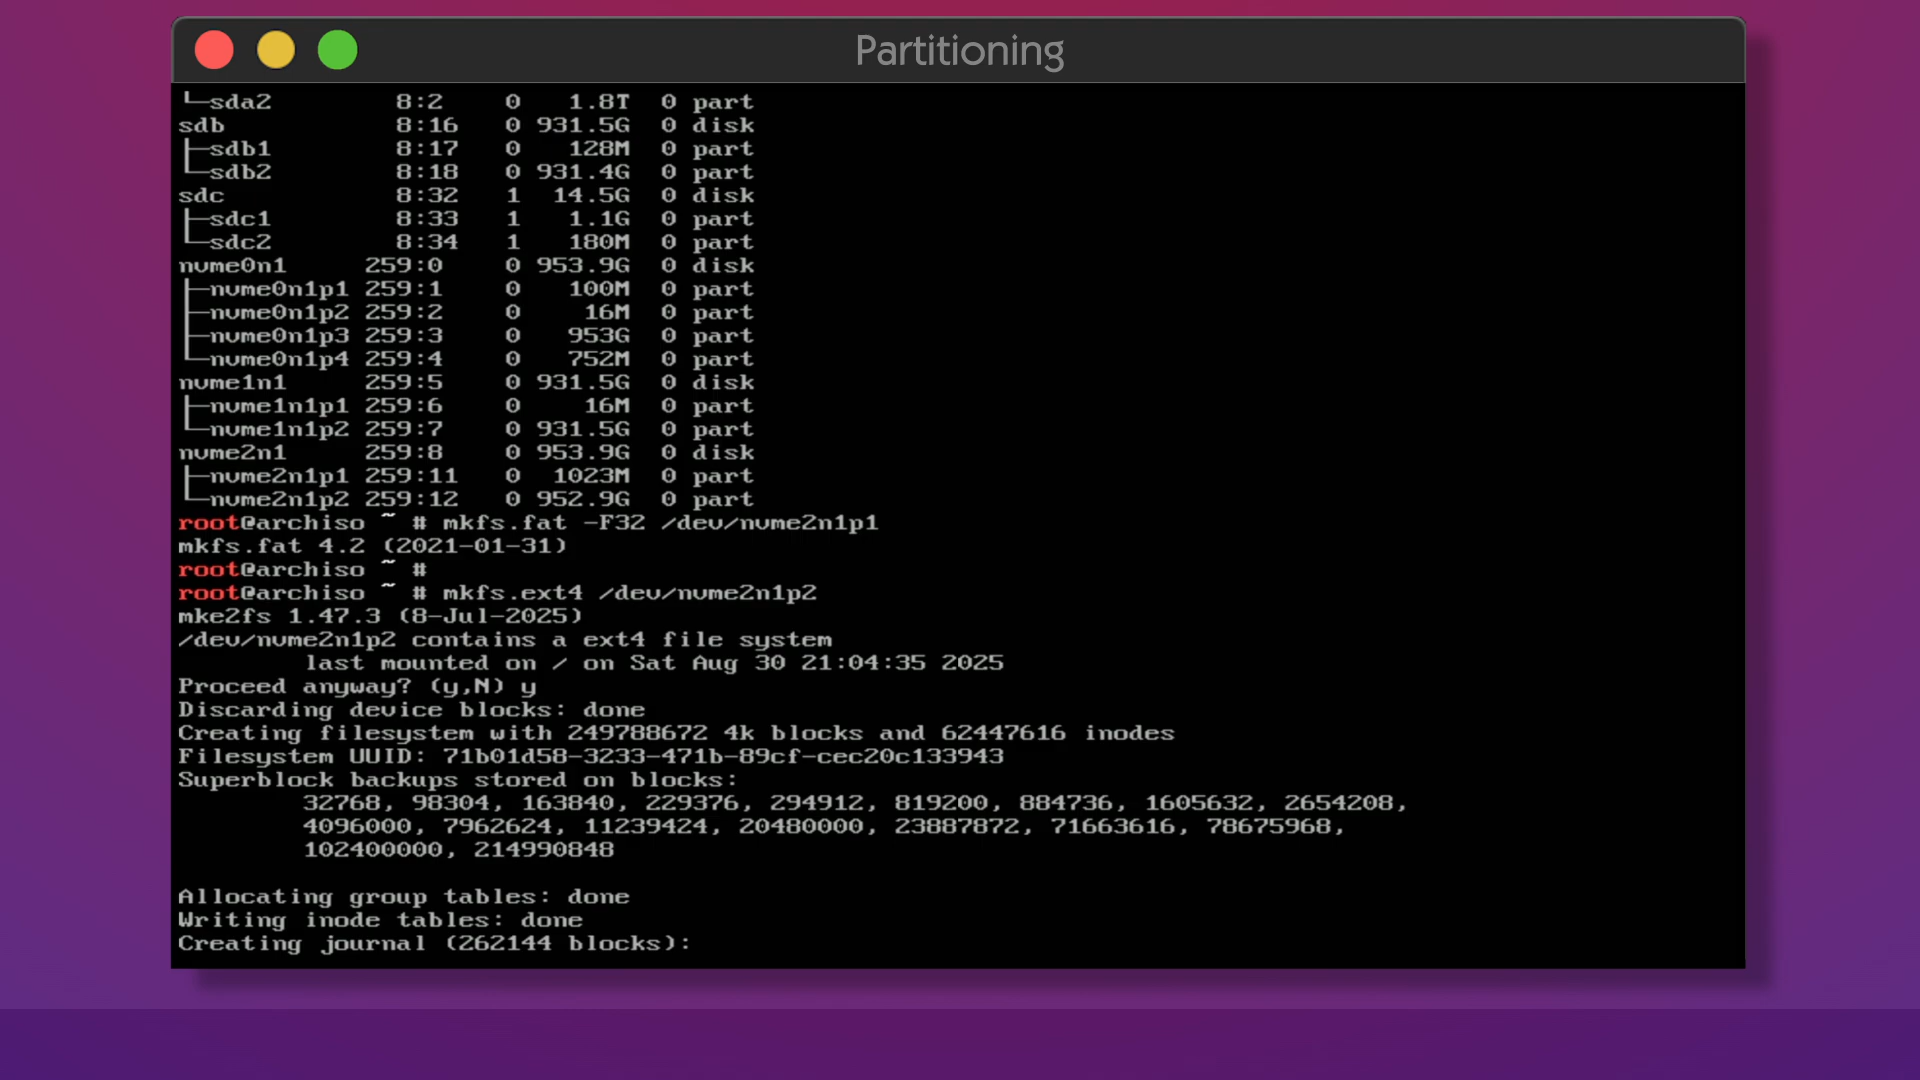 Partitioning
└─sda2        8:2    0   1.8T  0 part
sdb           8:16   0 931.5G  0 disk
├─sdb1        8:17   0   128M  0 part
└─sdb2        8:18   0 931.4G  0 part
sdc           8:32   1  14.5G  0 disk
├─sdc1        8:33   1   1.1G  0 part
└─sdc2        8:34   1   180M  0 part
nvme0n1     259:0    0 953.9G  0 disk
├─nvme0n1p1 259:1    0   100M  0 part
├─nvme0n1p2 259:2    0    16M  0 part
├─nvme0n1p3 259:3    0   953G  0 part
└─nvme0n1p4 259:4    0   752M  0 part
nvme1n1     259:5    0 931.5G  0 disk
├─nvme1n1p1 259:6    0    16M  0 part
└─nvme1n1p2 259:7    0 931.5G  0 part
nvme2n1     259:8    0 953.9G  0 disk
├─nvme2n1p1 259:11   0  1023M  0 part
└─nvme2n1p2 259:12   0 952.9G  0 part
root@archiso ~ # mkfs.fat -F32 /dev/nvme2n1p1
mkfs.fat 4.2 (2021-01-31)
root@archiso ~ #
root@archiso ~ # mkfs.ext4 /dev/nvme2n1p2
mke2fs 1.47.3 (8-Jul-2025)
/dev/nvme2n1p2 contains a ext4 file system
        last mounted on / on Sat Aug 30 21:04:35 2025
Proceed anyway? (y,N) y
Discarding device blocks: done
Creating filesystem with 249788672 4k blocks and 62447616 inodes
Filesystem UUID: 71b01d58-3233-471b-89cf-cec20c133943
Superblock backups stored on blocks:
        32768, 98304, 163840, 229376, 294912, 819200, 884736, 1605632, 2654208,
        4096000, 7962624, 11239424, 20480000, 23887872, 71663616, 78675968,
        102400000, 214990848

Allocating group tables: done
Writing inode tables: done
Creating journal (262144 blocks):